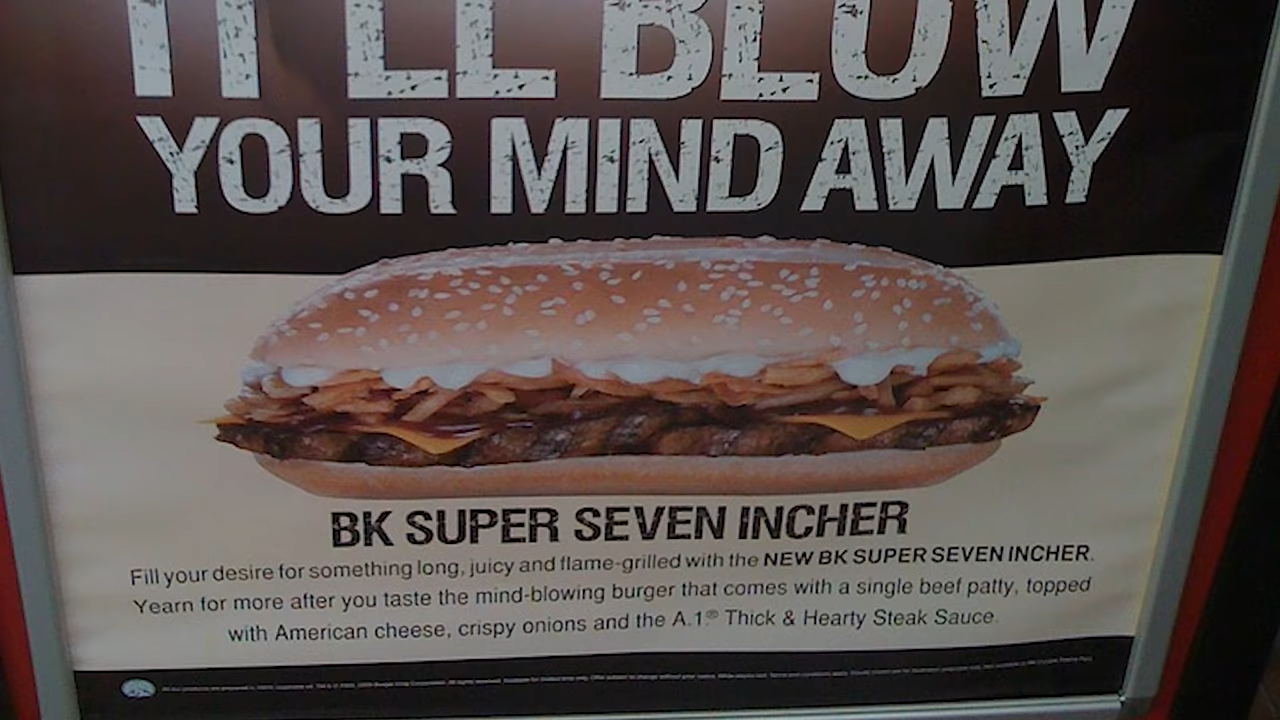 IT'LL BLOW
YOUR MIND AWAY
BK SUPER SEVEN INCHER
Fill your desire for something long, juicy and flame-grilled with the NEW BK SUPER SEVEN INCHER.
Yearn for more after you taste the mind-blowing burger that comes with a single beef patty, topped
with American cheese, crispy onions and the A.1® Thick & Hearty Steak Sauce.